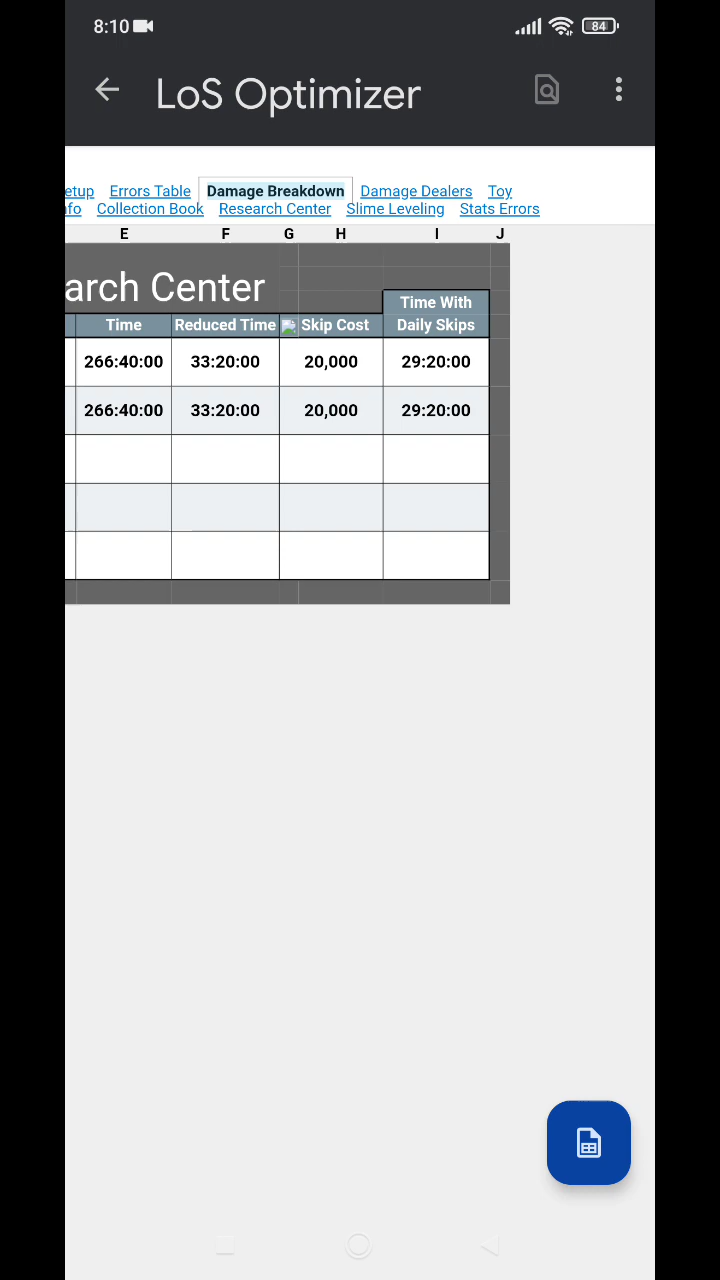 8:10 84
LoS Optimizer
etup Errors Table Damage Breakdown Damage Dealers Toy
nfo Collection Book Research Center Slime Leveling Stats Errors
E F G H I J
arch Center
Time With
Time Reduced Time Skip Cost Daily Skips
266:40:00 33:20:00 20,000 29:20:00
266:40:00 33:20:00 20,000 29:20:00